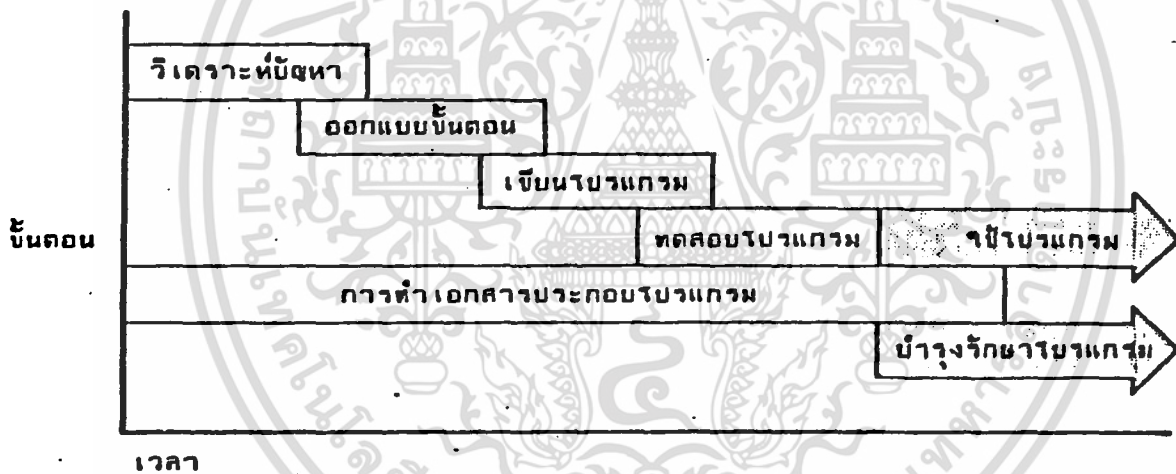 วิเคราะห์ปัญหา
ออกแบบขั้นตอน
เขียนโปรแกรม
ขั้นตอน
ทดสอบโปรแกรม
ใช้โปรแกรม
การทำเอกสารประกอบโปรแกรม
บำรุงรักษาโปรแกรม
เวลา